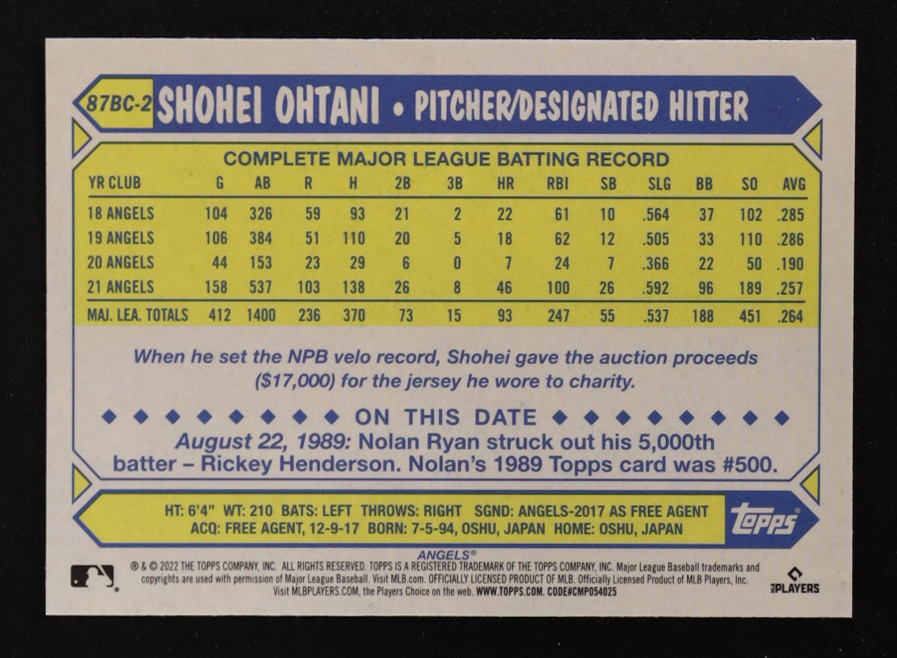 87BC-2 SHOHEI OHTANI • PITCHER/DESIGNATED HITTER
COMPLETE MAJOR LEAGUE BATTING RECORD
YR CLUB G AB R H 2B 3B HR RBI SB SLG BB SO AVG
18 ANGELS 104 326 59 93 21 2 22 61 10 .564 37 102 .285
19 ANGELS 106 384 51 110 20 5 18 62 12 .505 33 110 .286
20 ANGELS 44 153 23 29 6 0 7 24 7 .366 22 50 .190
21 ANGELS 158 537 103 138 26 8 46 100 26 .592 96 189 .257
MAJ. LEA. TOTALS 412 1400 236 370 73 15 93 247 55 .537 188 451 .264
When he set the NPB velo record, Shohei gave the auction proceeds
($17,000) for the jersey he wore to charity.
◆ ◆ ◆ ◆ ◆ ◆ ◆ ◆ ON THIS DATE ◆ ◆ ◆ ◆ ◆ ◆ ◆ ◆
August 22, 1989: Nolan Ryan struck out his 5,000th
batter – Rickey Henderson. Nolan's 1989 Topps card was #500.
HT: 6'4" WT: 210 BATS: LEFT THROWS: RIGHT SGND: ANGELS-2017 AS FREE AGENT
ACQ: FREE AGENT, 12-9-17 BORN: 7-5-94, OSHU, JAPAN HOME: OSHU, JAPAN
Topps®
ANGELS®
® & © 2022 THE TOPPS COMPANY, INC. ALL RIGHTS RESERVED. TOPPS IS A REGISTERED TRADEMARK OF THE TOPPS COMPANY, INC. Major League Baseball trademarks and
copyrights are used with permission of Major League Baseball. Visit MLB.com. OFFICIALLY LICENSED PRODUCT OF MLB. Officially Licensed Product of MLB Players, Inc.
Visit MLBPLAYERS.COM, the Players Choice on the web. WWW.TOPPS.COM. CODE#CMP054025
MLB PLAYERS